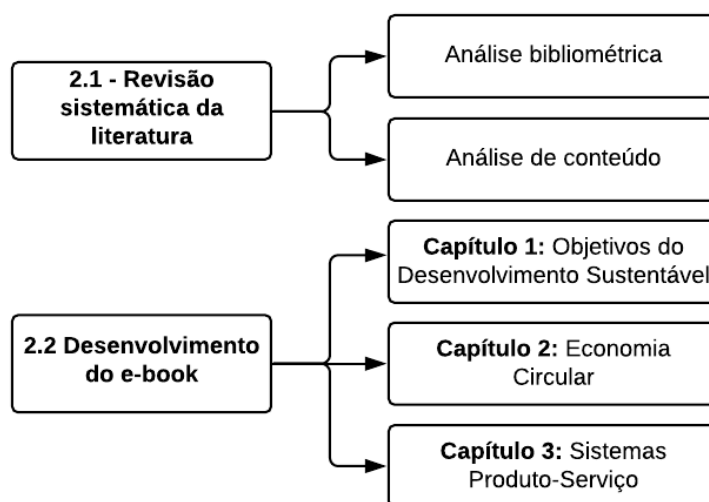 2.1 - Revisão
sistemática da
literatura
Análise bibliométrica
Análise de conteúdo
2.2 Desenvolvimento
do e-book
Capítulo 1: Objetivos do
Desenvolvimento Sustentável
Capítulo 2: Economia
Circular
Capítulo 3: Sistemas
Produto-Serviço